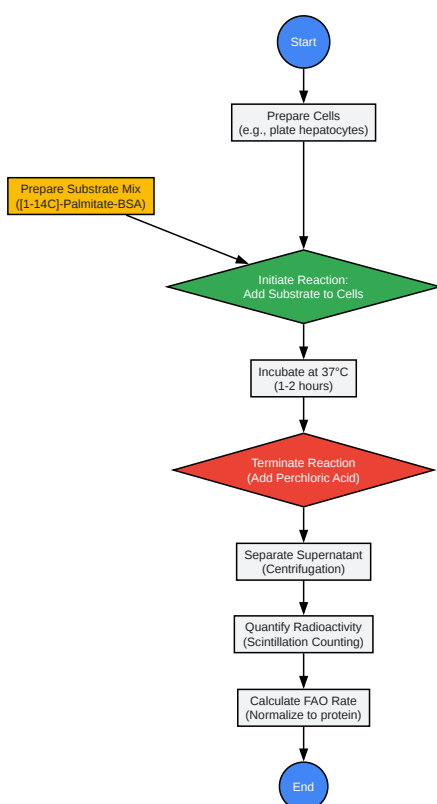 Start
Prepare Cells
(e.g., plate hepatocytes)
Prepare Substrate Mix
([1-14C]-Palmitate-BSA)
Initiate Reaction:
Add Substrate to Cells
Incubate at 37°C
(1-2 hours)
Terminate Reaction
(Add Perchloric Acid)
Separate Supernatant
(Centrifugation)
Quantify Radioactivity
(Scintillation Counting)
Calculate FAO Rate
(Normalize to protein)
End